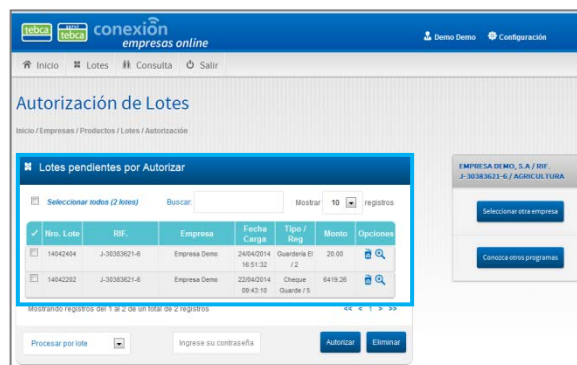 tebca servi tebca conexión
empresas online
Demo Demo Configuración
Inicio Lotes Consulta Salir
Autorización de Lotes
Inicio / Empresas / Productos / Lotes / Autorización
Lotes pendientes por Autorizar
Seleccionar todos (2 lotes) Buscar: Mostrar 10 registros
Nro. Lote RIF. Empresa Fecha Carga Tipo / Reg Monto Opciones
14042404 J-30383621-6 Empresa Demo 24/04/2014 16:51:32 Guardería El / 2 20.00
14042202 J-30383621-6 Empresa Demo 22/04/2014 09:43:10 Cheque Guarde / 5 6419.26
Mostrando registros del 1 al 2 de un total de 2 registros << < 1 > >>
Procesar por lote Ingrese su contraseña Autorizar Eliminar
EMPRESA DEMO, S.A / RIF.
J-30383621-6 / AGRICULTURA
Seleccionar otra empresa
Conozca otros programas